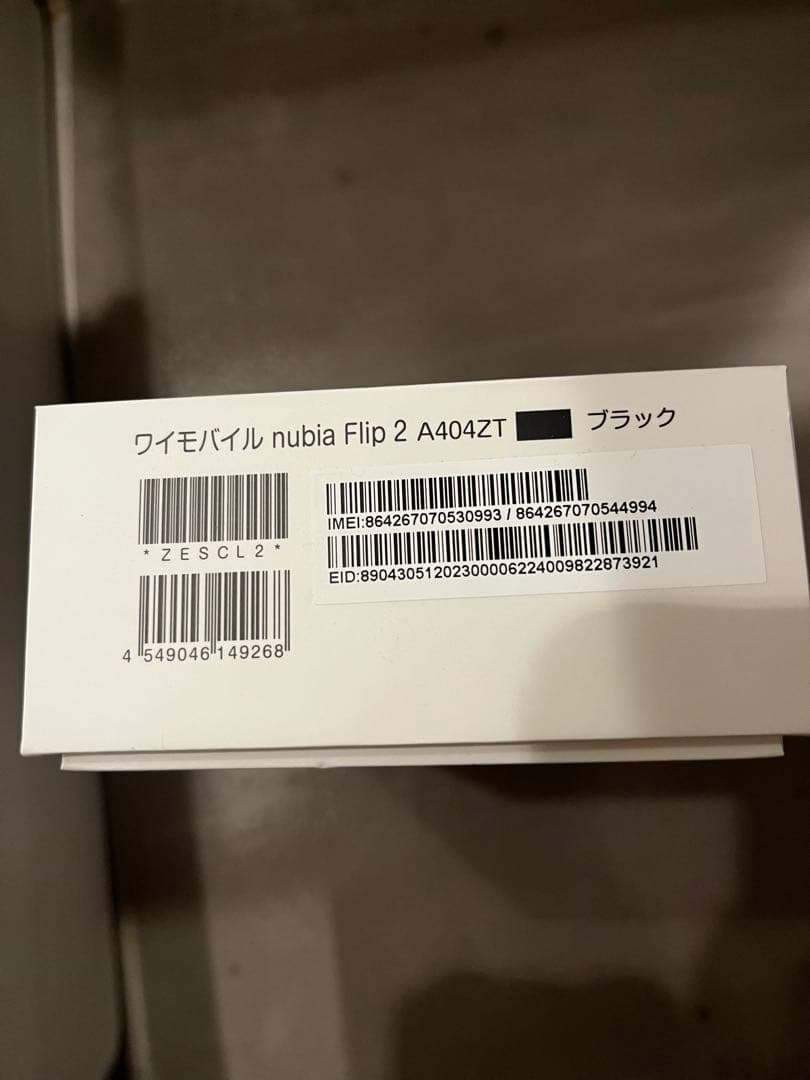 ワイモバイル nubia Flip 2 A404ZT ブラック
*ZESCL2*
4 549046 149268
IMEI:864267070530993 / 864267070544994
EID:89043051202300006224009822873921